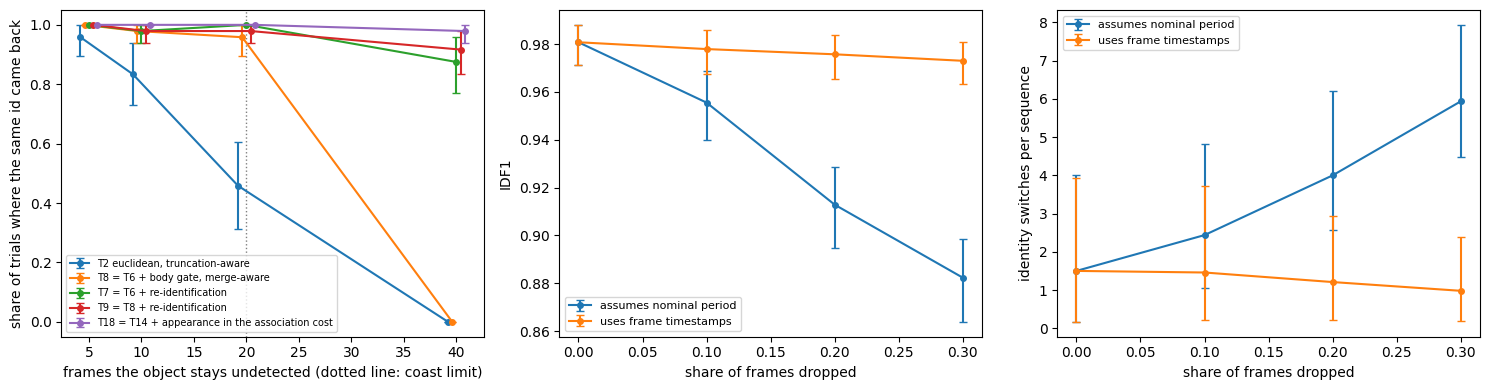 share of trials where the same id came back
1.0
0.8
0.6
0.4
0.2
0.0
T2 euclidean, truncation-aware
T8 = T6 + body gate, merge-aware
T7 = T6 + re-identification
T9 = T8 + re-identification
T18 = T14 + appearance in the association cost
5
10
15
20
25
30
35
40
frames the object stays undetected (dotted line: coast limit)
IDF1
0.98
0.96
0.94
0.92
0.90
0.88
0.86
assumes nominal period
uses frame timestamps
0.00
0.05
0.10
0.15
0.20
0.25
0.30
share of frames dropped
identity switches per sequence
8
7
6
5
4
3
2
1
0
assumes nominal period
uses frame timestamps
0.00
0.05
0.10
0.15
0.20
0.25
0.30
share of frames dropped